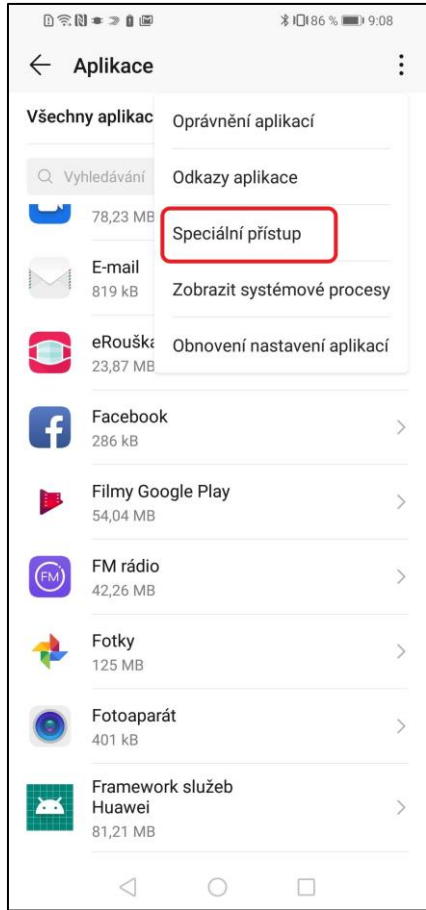 86 % 9:08
Aplikace
Všechny aplikac
Oprávnění aplikací
Vyhledávání
Odkazy aplikace
78,23 MB
Speciální přístup
E-mail
819 kB
Zobrazit systémové procesy
eRouška
23,87 MB
Obnovení nastavení aplikací
Facebook
286 kB
Filmy Google Play
54,04 MB
FM
FM rádio
42,26 MB
Fotky
125 MB
Fotoaparát
401 kB
Framework služeb
Huawei
81,21 MB